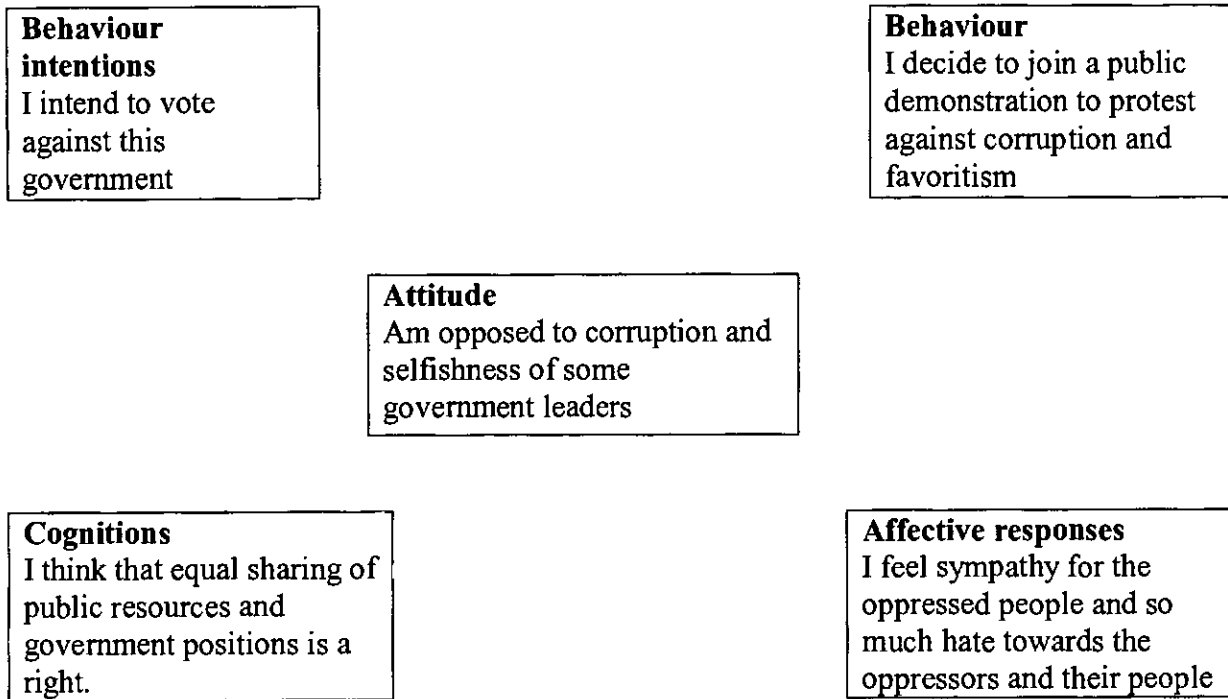 Behaviour
intentions
I intend to vote
against this
government
Behaviour
I decide to join a public
demonstration to protest
against corruption and
favoritism
Attitude
Am opposed to corruption and
selfishness of some
government leaders
Cognitions
I think that equal sharing of
public resources and
government positions is a
right.
Affective responses
I feel sympathy for the
oppressed people and so
much hate towards the
oppressors and their people